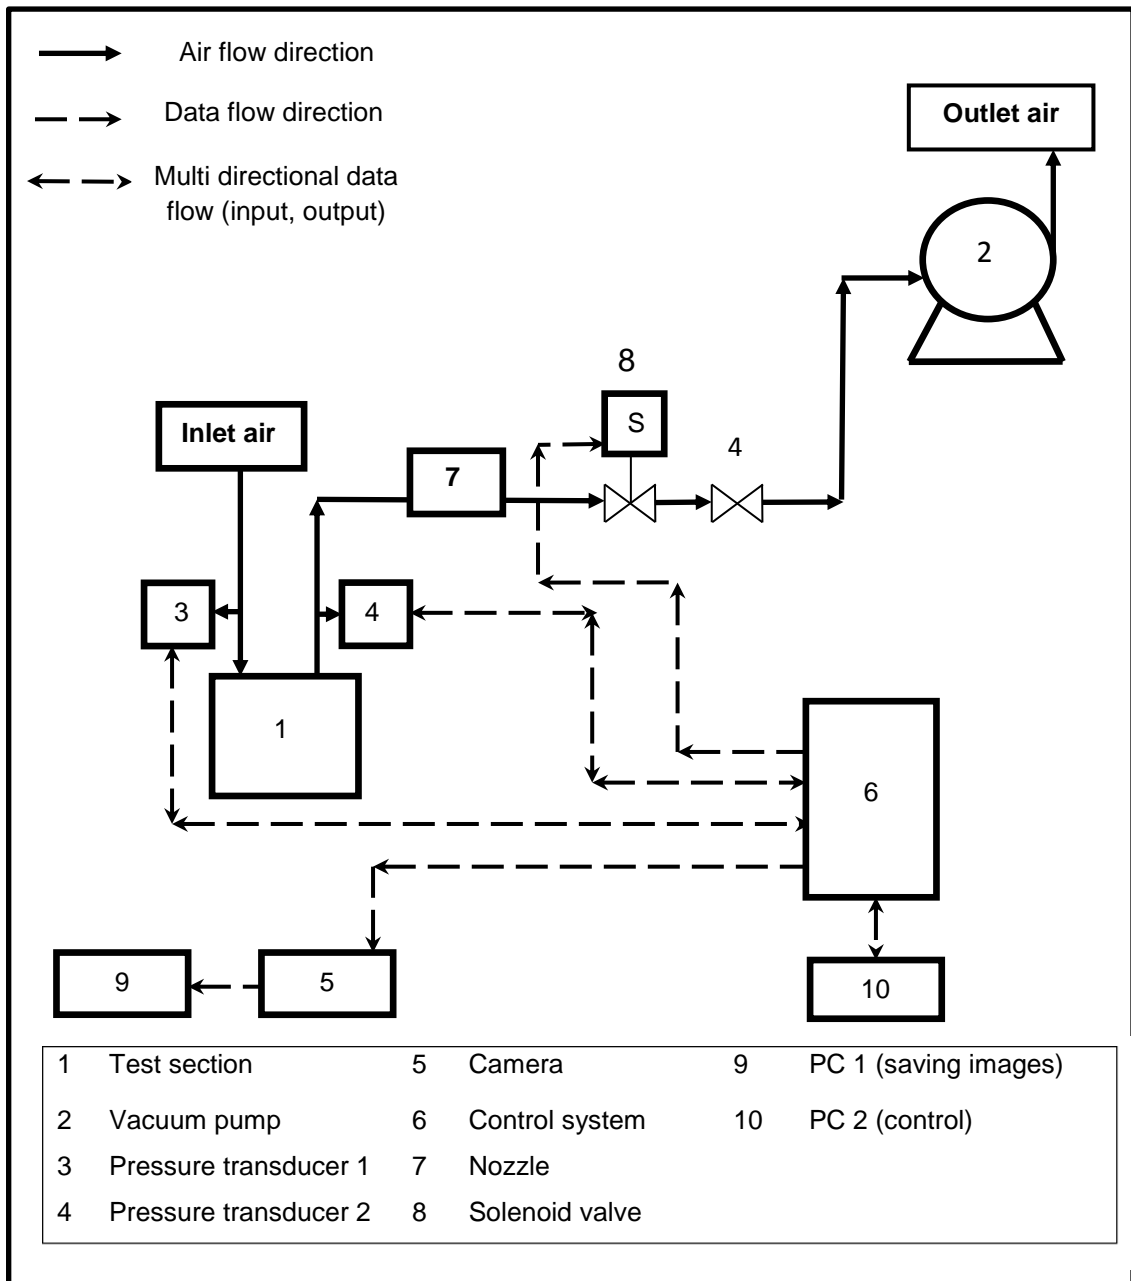 Air flow direction
Data flow direction
Multi directional data
flow (input, output)
Outlet air
2
8
S
4
Inlet air
7
3
4
1
6
9
5
10
1 Test section 5 Camera 9 PC 1 (saving images)
2 Vacuum pump 6 Control system 10 PC 2 (control)
3 Pressure transducer 1 7 Nozzle
4 Pressure transducer 2 8 Solenoid valve